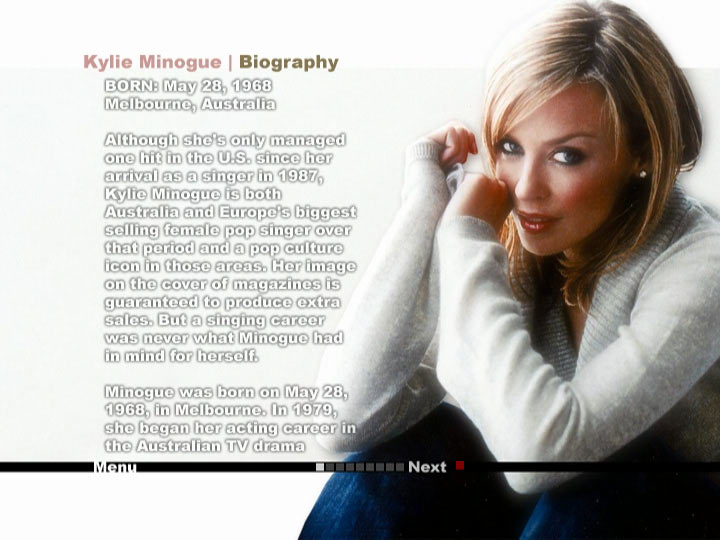 Kylie Minogue | Biography
BORN: May 28, 1968
Melbourne, Australia
Although she's only managed
one hit in the U.S. since her
arrival as a singer in 1987,
Kylie Minogue is both
Australia and Europe's biggest
selling female pop singer over
that period and a pop culture
icon in those areas. Her image
on the cover of magazines is
guaranteed to produce extra
sales. But a singing career
was never what Minogue had
in mind for herself.
Minogue was born on May 28,
1968, in Melbourne. In 1979,
she began her acting career in
the Australian TV drama
Menu Next